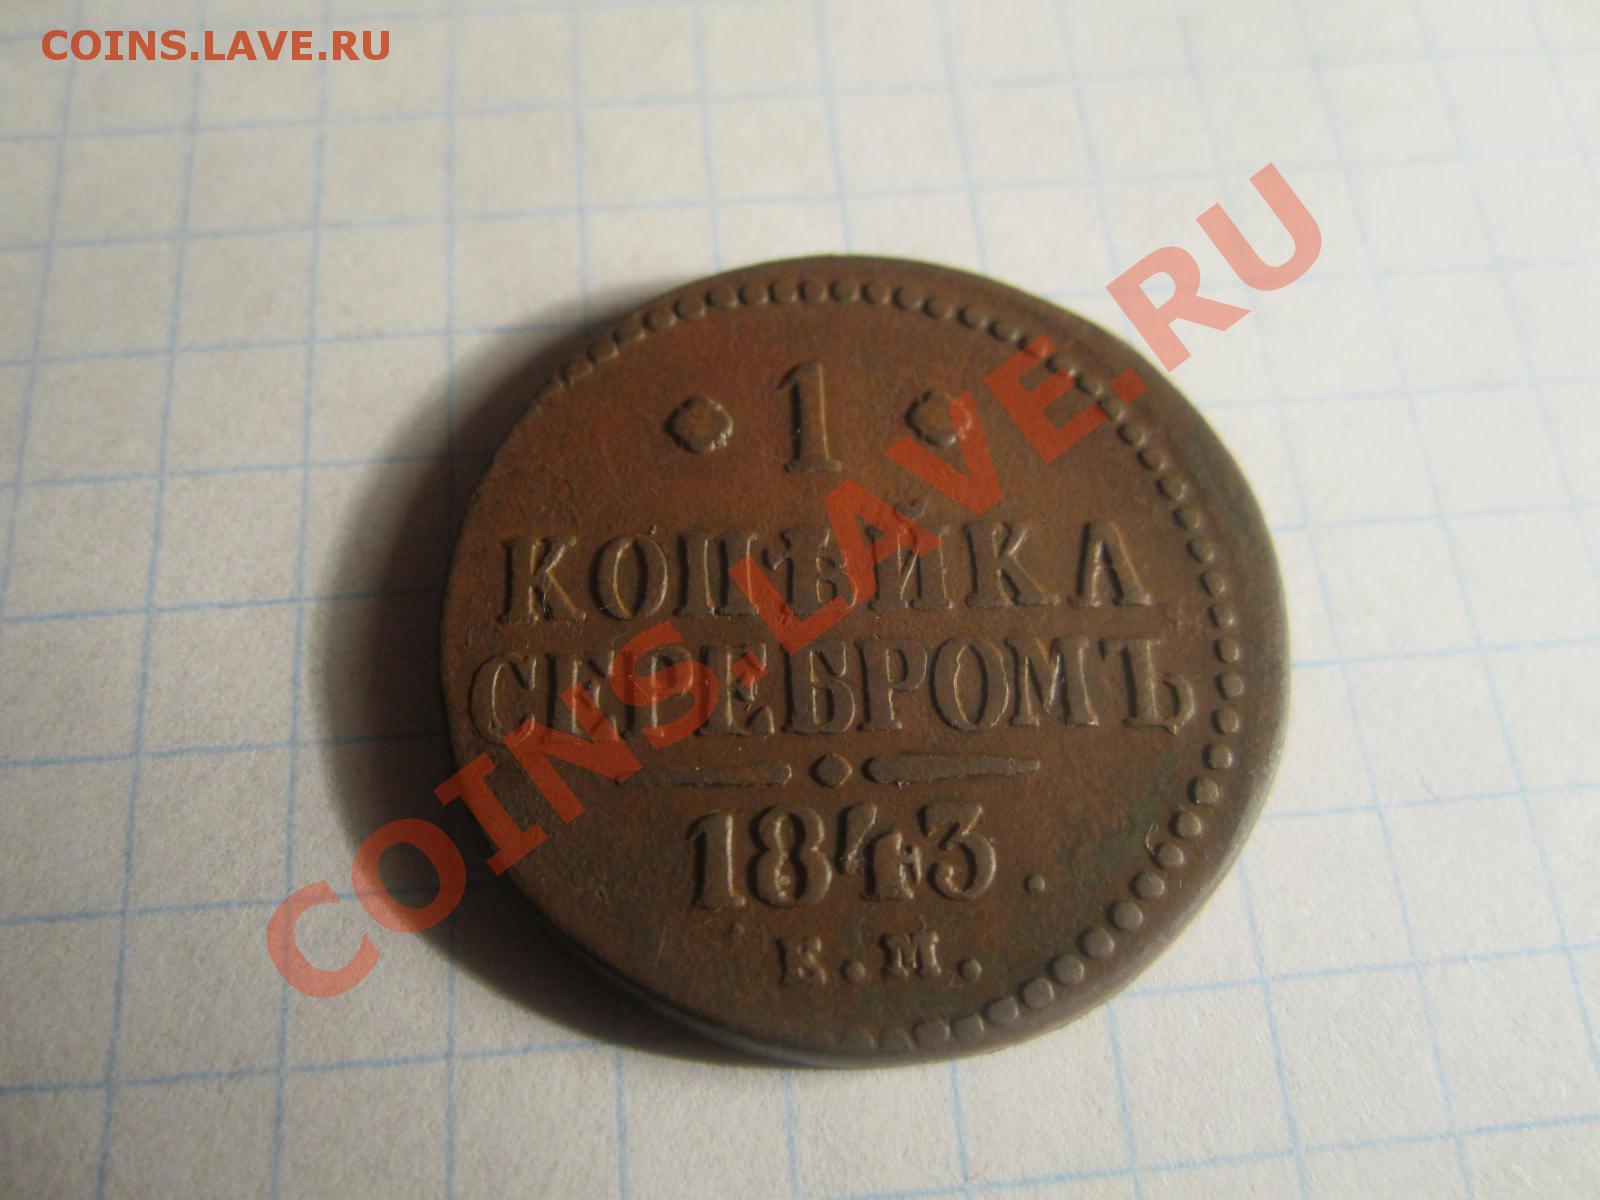 COINS.LAVE.RU
1
КОПѢЙКА
СЕРЕБРОМЪ
1843.
Е.М.
COINS.LAVE.RU